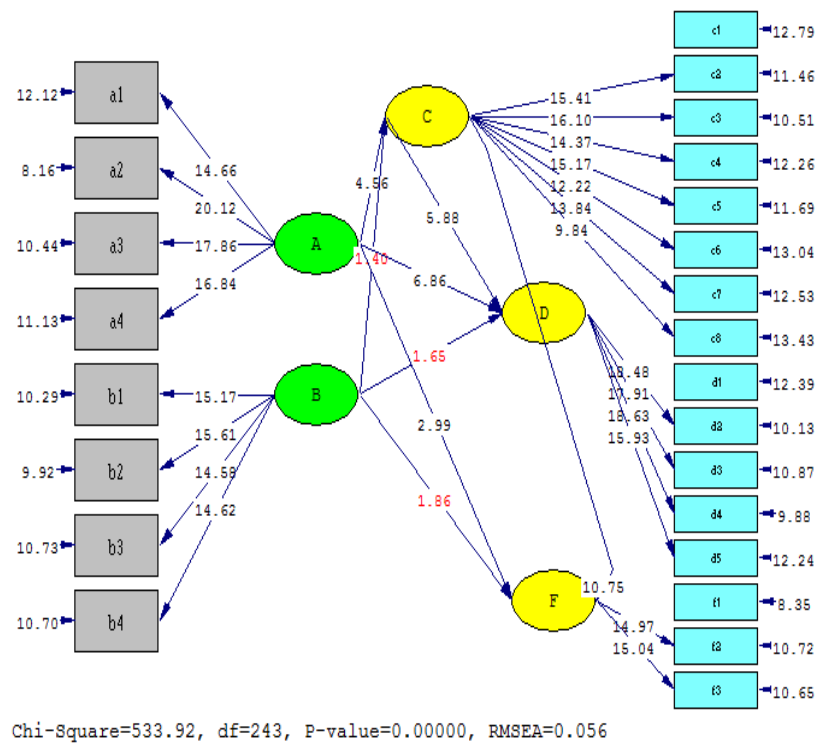 c1 12.79
12.12 a1
c2 11.46
C
15.41
16.10
c3 10.51
14.37
8.16 a2
14.66
15.17
c4 12.26
4.56
12.22
20.12
5.88
13.84
c5 11.69
9.84
10.44 a3
17.86
A
1.40
c6 13.04
6.86
16.84
c7 12.53
11.13 a4
D
c8 13.43
1.65
17.91
d1 12.39
10.29 b1
15.17
B
18.63
2.99
15.93
d2 10.13
15.61
9.92 b2
d3 10.87
14.58
1.86
14.62
d4 9.88
10.73 b3
d5 12.24
10.75
F
f1 8.35
10.70 b4
14.97
f2 10.72
15.04
f3 10.65
Chi-Square=533.92, df=243, P-value=0.00000, RMSEA=0.056